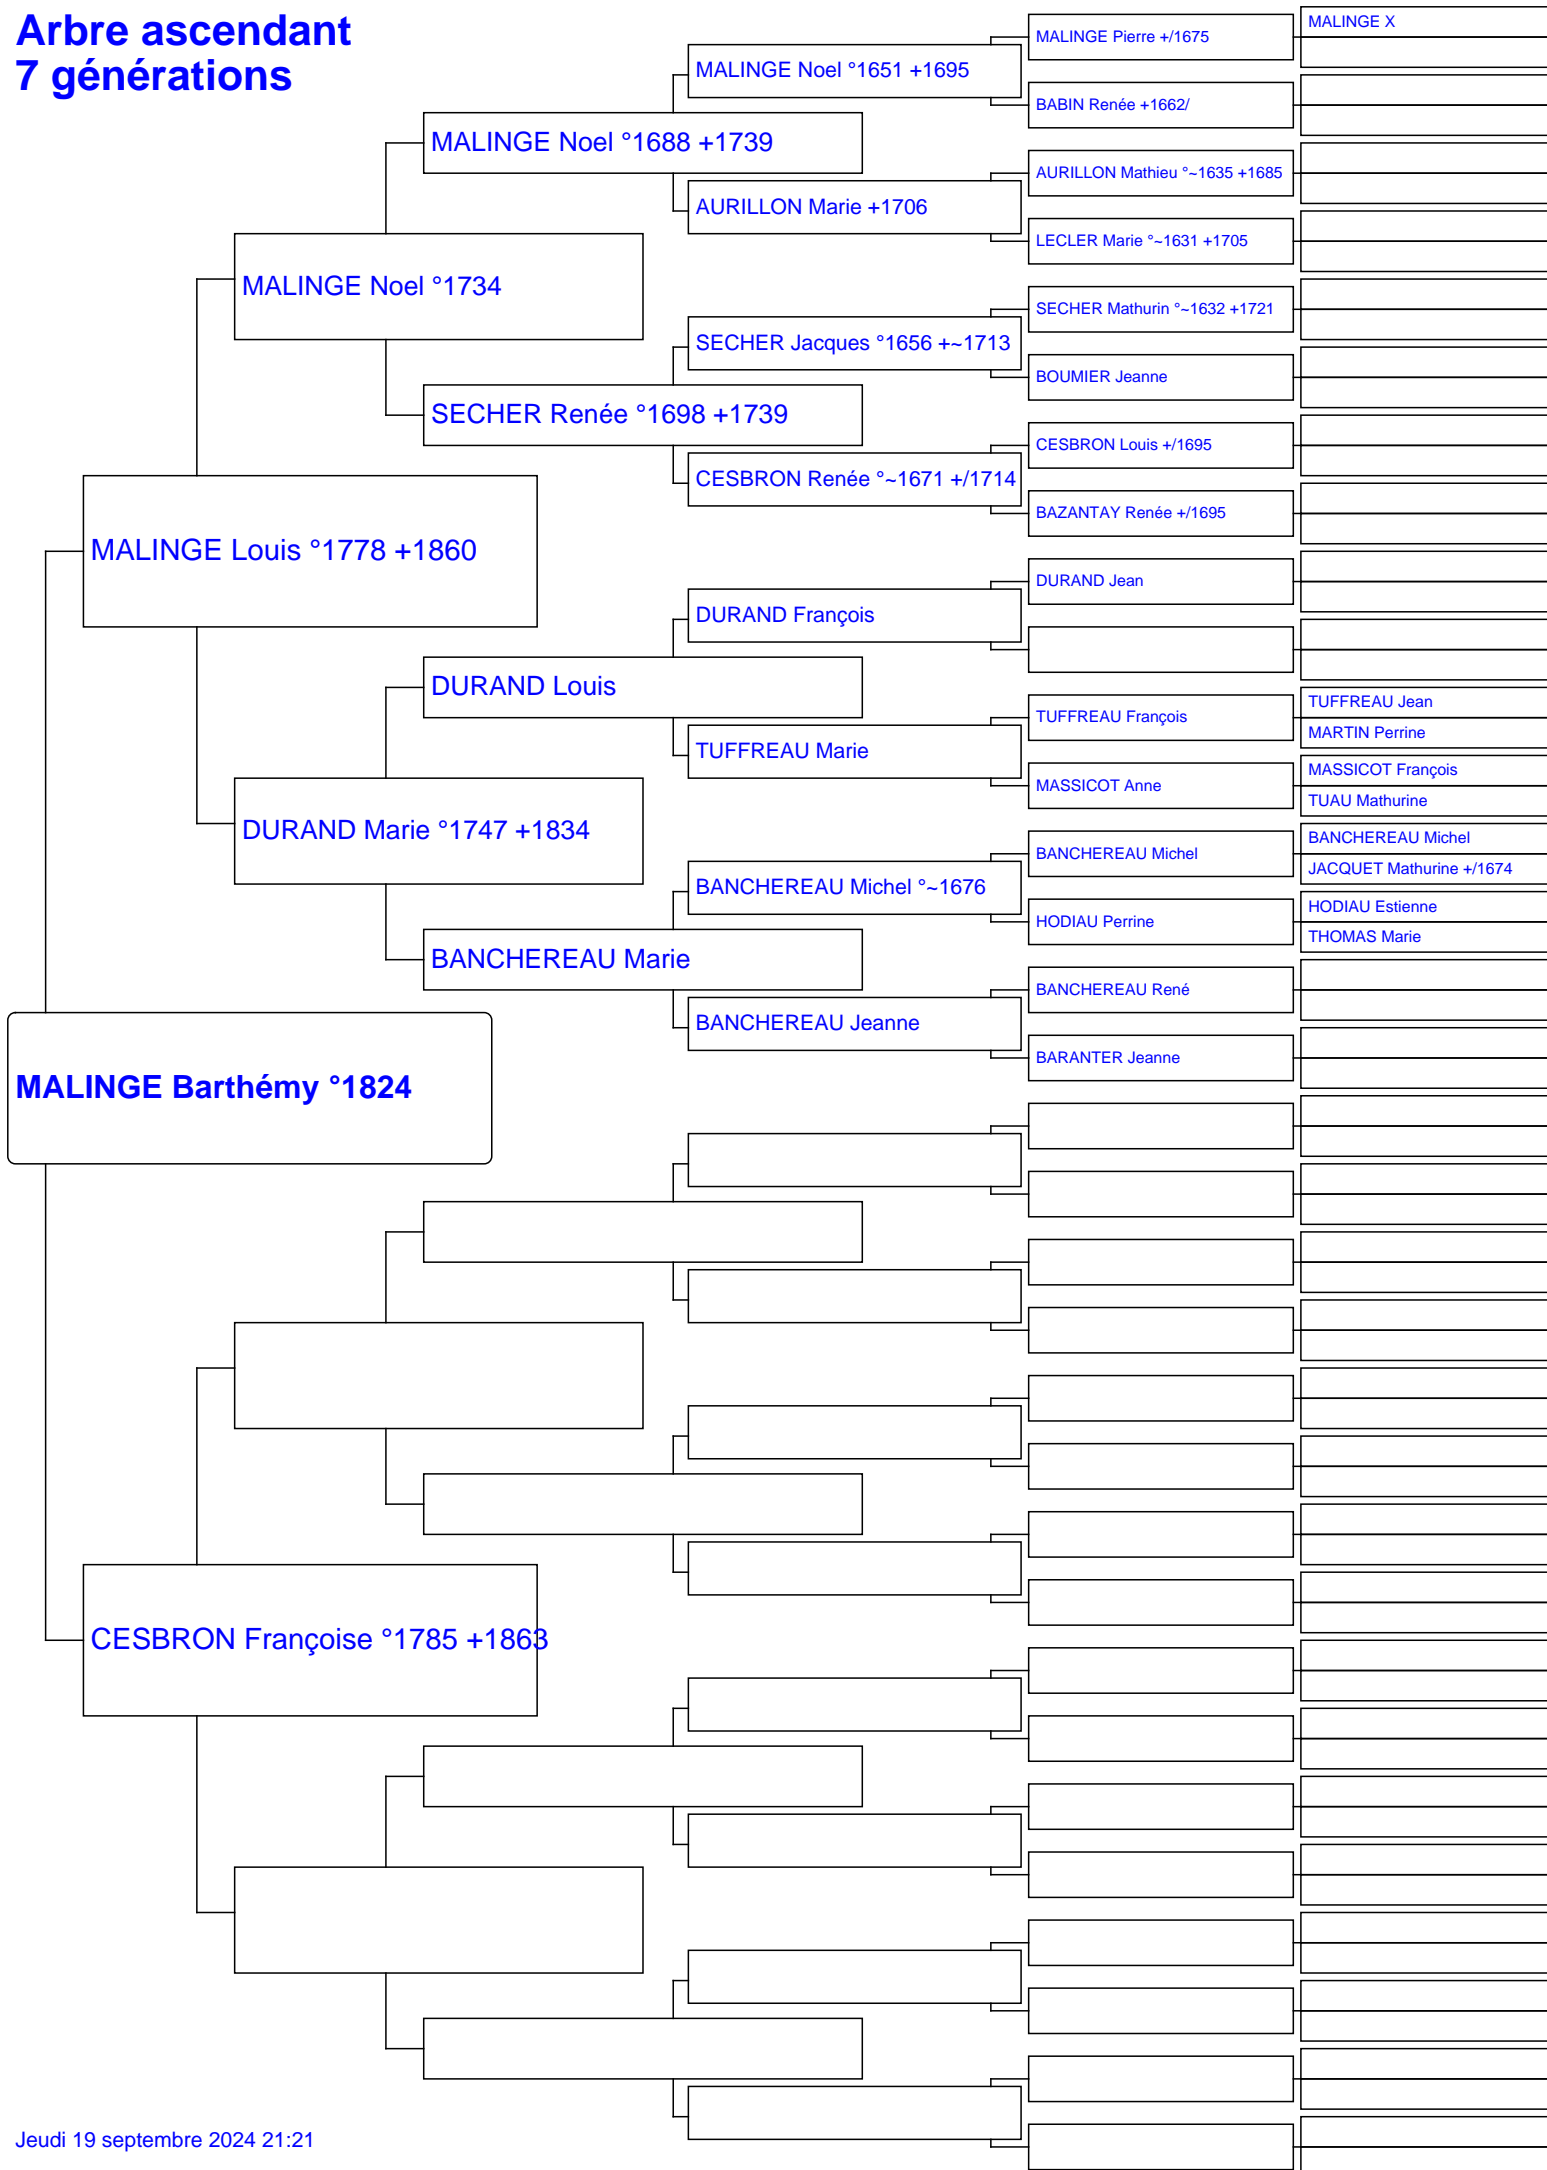 Arbre ascendant
7 générations
MALINGE Barthémy °1824
MALINGE Louis °1778 +1860
CESBRON Françoise °1785 +1863
MALINGE Noel °1734
DURAND Marie °1747 +1834
MALINGE Noel °1688 +1739
SECHER Renée °1698 +1739
DURAND Louis
BANCHEREAU Marie
MALINGE Noel °1651 +1695
AURILLON Marie +1706
SECHER Jacques °1656 +~1713
CESBRON Renée °~1671 +/1714
DURAND François
TUFFREAU Marie
BANCHEREAU Michel °~1676
BANCHEREAU Jeanne
MALINGE Pierre +/1675
BABIN Renée +1662/
AURILLON Mathieu °~1635 +1685
LECLER Marie °~1631 +1705
SECHER Mathurin °~1632 +1721
BOUMIER Jeanne
CESBRON Louis +/1695
BAZANTAY Renée +/1695
DURAND Jean
TUFFREAU François
MASSICOT Anne
BANCHEREAU Michel
HODIAU Perrine
BANCHEREAU René
BARANTER Jeanne
MALINGE X
TUFFREAU Jean
MARTIN Perrine
MASSICOT François
TUAU Mathurine
BANCHEREAU Michel
JACQUET Mathurine +/1674
HODIAU Estienne
THOMAS Marie
Jeudi 19 septembre 2024 21:21